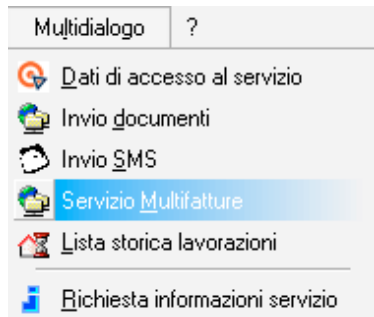 Multidialogo ?
Dati di accesso al servizio
Invio documenti
Invio SMS
Servizio Multifatture
Lista storica lavorazioni
Richiesta informazioni servizio